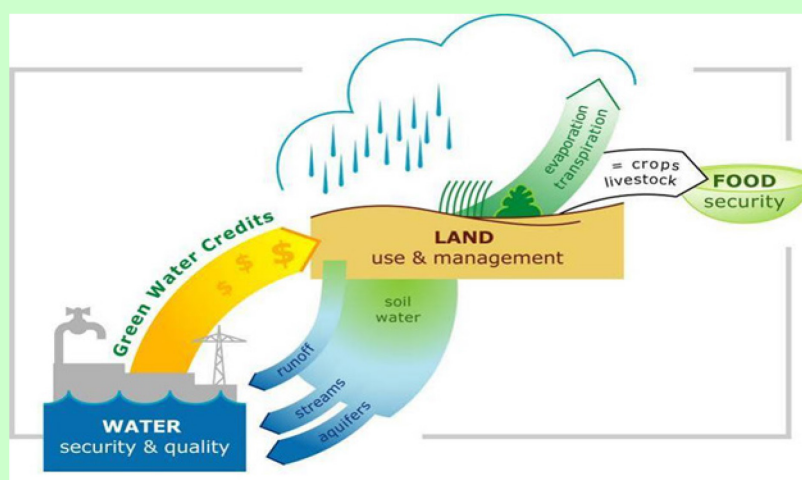 evaporation
transpiration
= crops
livestock
FOOD
security
Green Water Credits
$ $ $
LAND
use & management
soil
water
runoff
streams
aquifers
WATER
security & quality